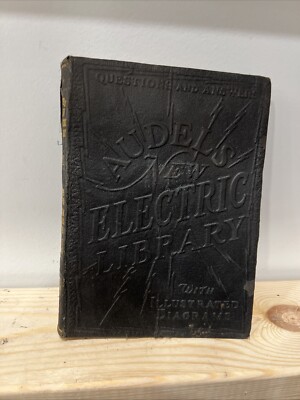 QUESTIONS AND ANSWERS
AUDELS
NEW
ELECTRIC
LIBRARY
WITH
ILLUSTRATED
DIAGRAMS